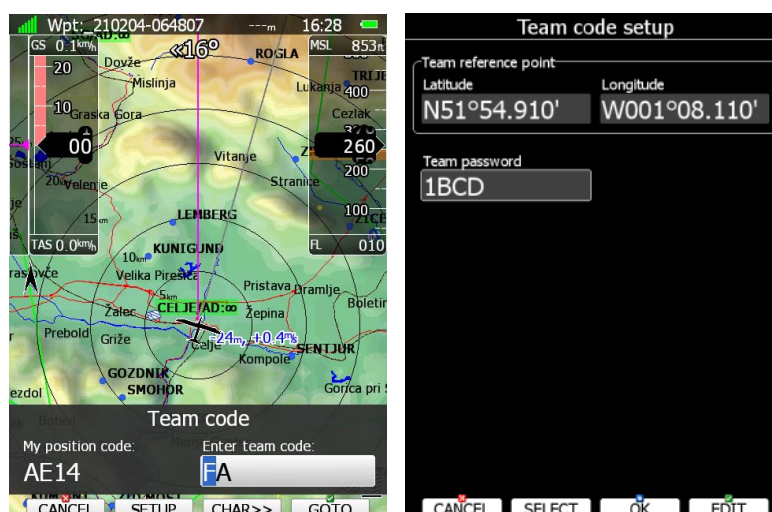 Wpt:_210204-064807 ---m 16:28
GS 0.1km/h
«16°
MSL 853ft
20
10
00
TAS 0.0km/h
400
260
200
100
FL 010
Dovže
ROGLA
Mislinja
Lukanja
Graska Gora
Cezlak
Vitanje
Velenje
Stranice
15km
LEMBERG
10km
KUNIGUND
Velika Pirešica
Pristava
Dramlje
5km
CELJE/AD:∞
Žepina
Žalec
Prebold
Griže
-24m, +0.4m/s
Celje
Kompole
ŠENTJUR
GOZDNIK
SMOHOR
Gorica pri
Team code
My position code:
Enter team code:
AE14
FA
CANCEL
SETUP
CHAR>>
GOTO
Team code setup
Team reference point
Latitude
Longitude
N51°54.910'
W001°08.110'
Team password
1BCD
CANCEL
SELECT
OK
EDIT